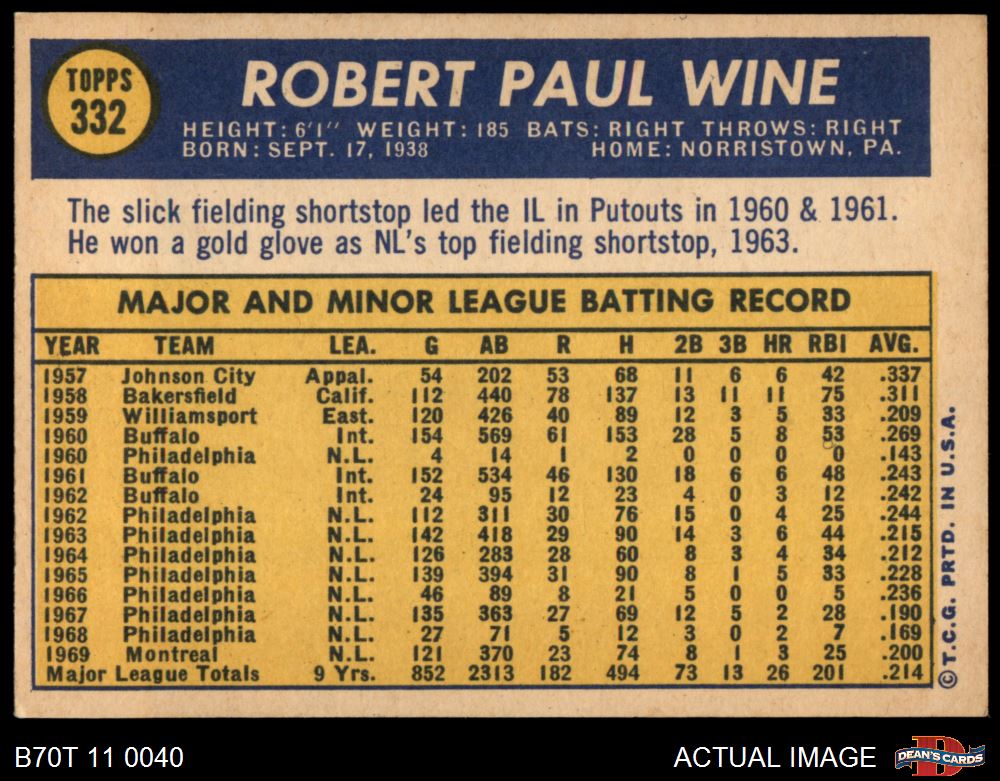 TOPPS
332
ROBERT PAUL WINE
HEIGHT: 6'1" WEIGHT: 185 BATS: RIGHT THROWS: RIGHT
BORN: SEPT. 17, 1938 HOME: NORRISTOWN, PA.
The slick fielding shortstop led the IL in Putouts in 1960 & 1961.
He won a gold glove as NL's top fielding shortstop, 1963.
MAJOR AND MINOR LEAGUE BATTING RECORD
YEAR TEAM LEA. G AB R H 2B 3B HR RBI AVG.
1957 Johnson City Appal. 54 202 53 68 11 6 6 42 .337
1958 Bakersfield Calif. 112 440 78 137 13 11 11 75 .311
1959 Williamsport East. 120 426 40 89 12 3 5 33 .209
1960 Buffalo Int. 154 569 61 153 28 5 8 53 .269
1960 Philadelphia N.L. 4 14 1 2 0 0 0 0 .143
1961 Buffalo Int. 152 534 46 130 18 6 6 48 .243
1962 Buffalo Int. 24 95 12 23 4 0 3 12 .242
1962 Philadelphia N.L. 112 311 30 76 15 0 4 25 .244
1963 Philadelphia N.L. 142 418 29 90 14 3 6 44 .215
1964 Philadelphia N.L. 126 283 28 60 8 3 4 34 .212
1965 Philadelphia N.L. 139 394 31 90 8 1 5 33 .228
1966 Philadelphia N.L. 46 89 8 21 5 0 0 5 .236
1967 Philadelphia N.L. 135 363 27 69 12 5 2 28 .190
1968 Philadelphia N.L. 27 71 5 12 3 0 2 7 .169
1969 Montreal N.L. 121 370 23 74 8 1 3 25 .200
Major League Totals 9 Yrs. 852 2313 182 494 73 13 26 201 .214
©T.C.G. PRTD. IN U.S.A.
B70T 11 0040 ACTUAL IMAGE
DEAN'S CARDS